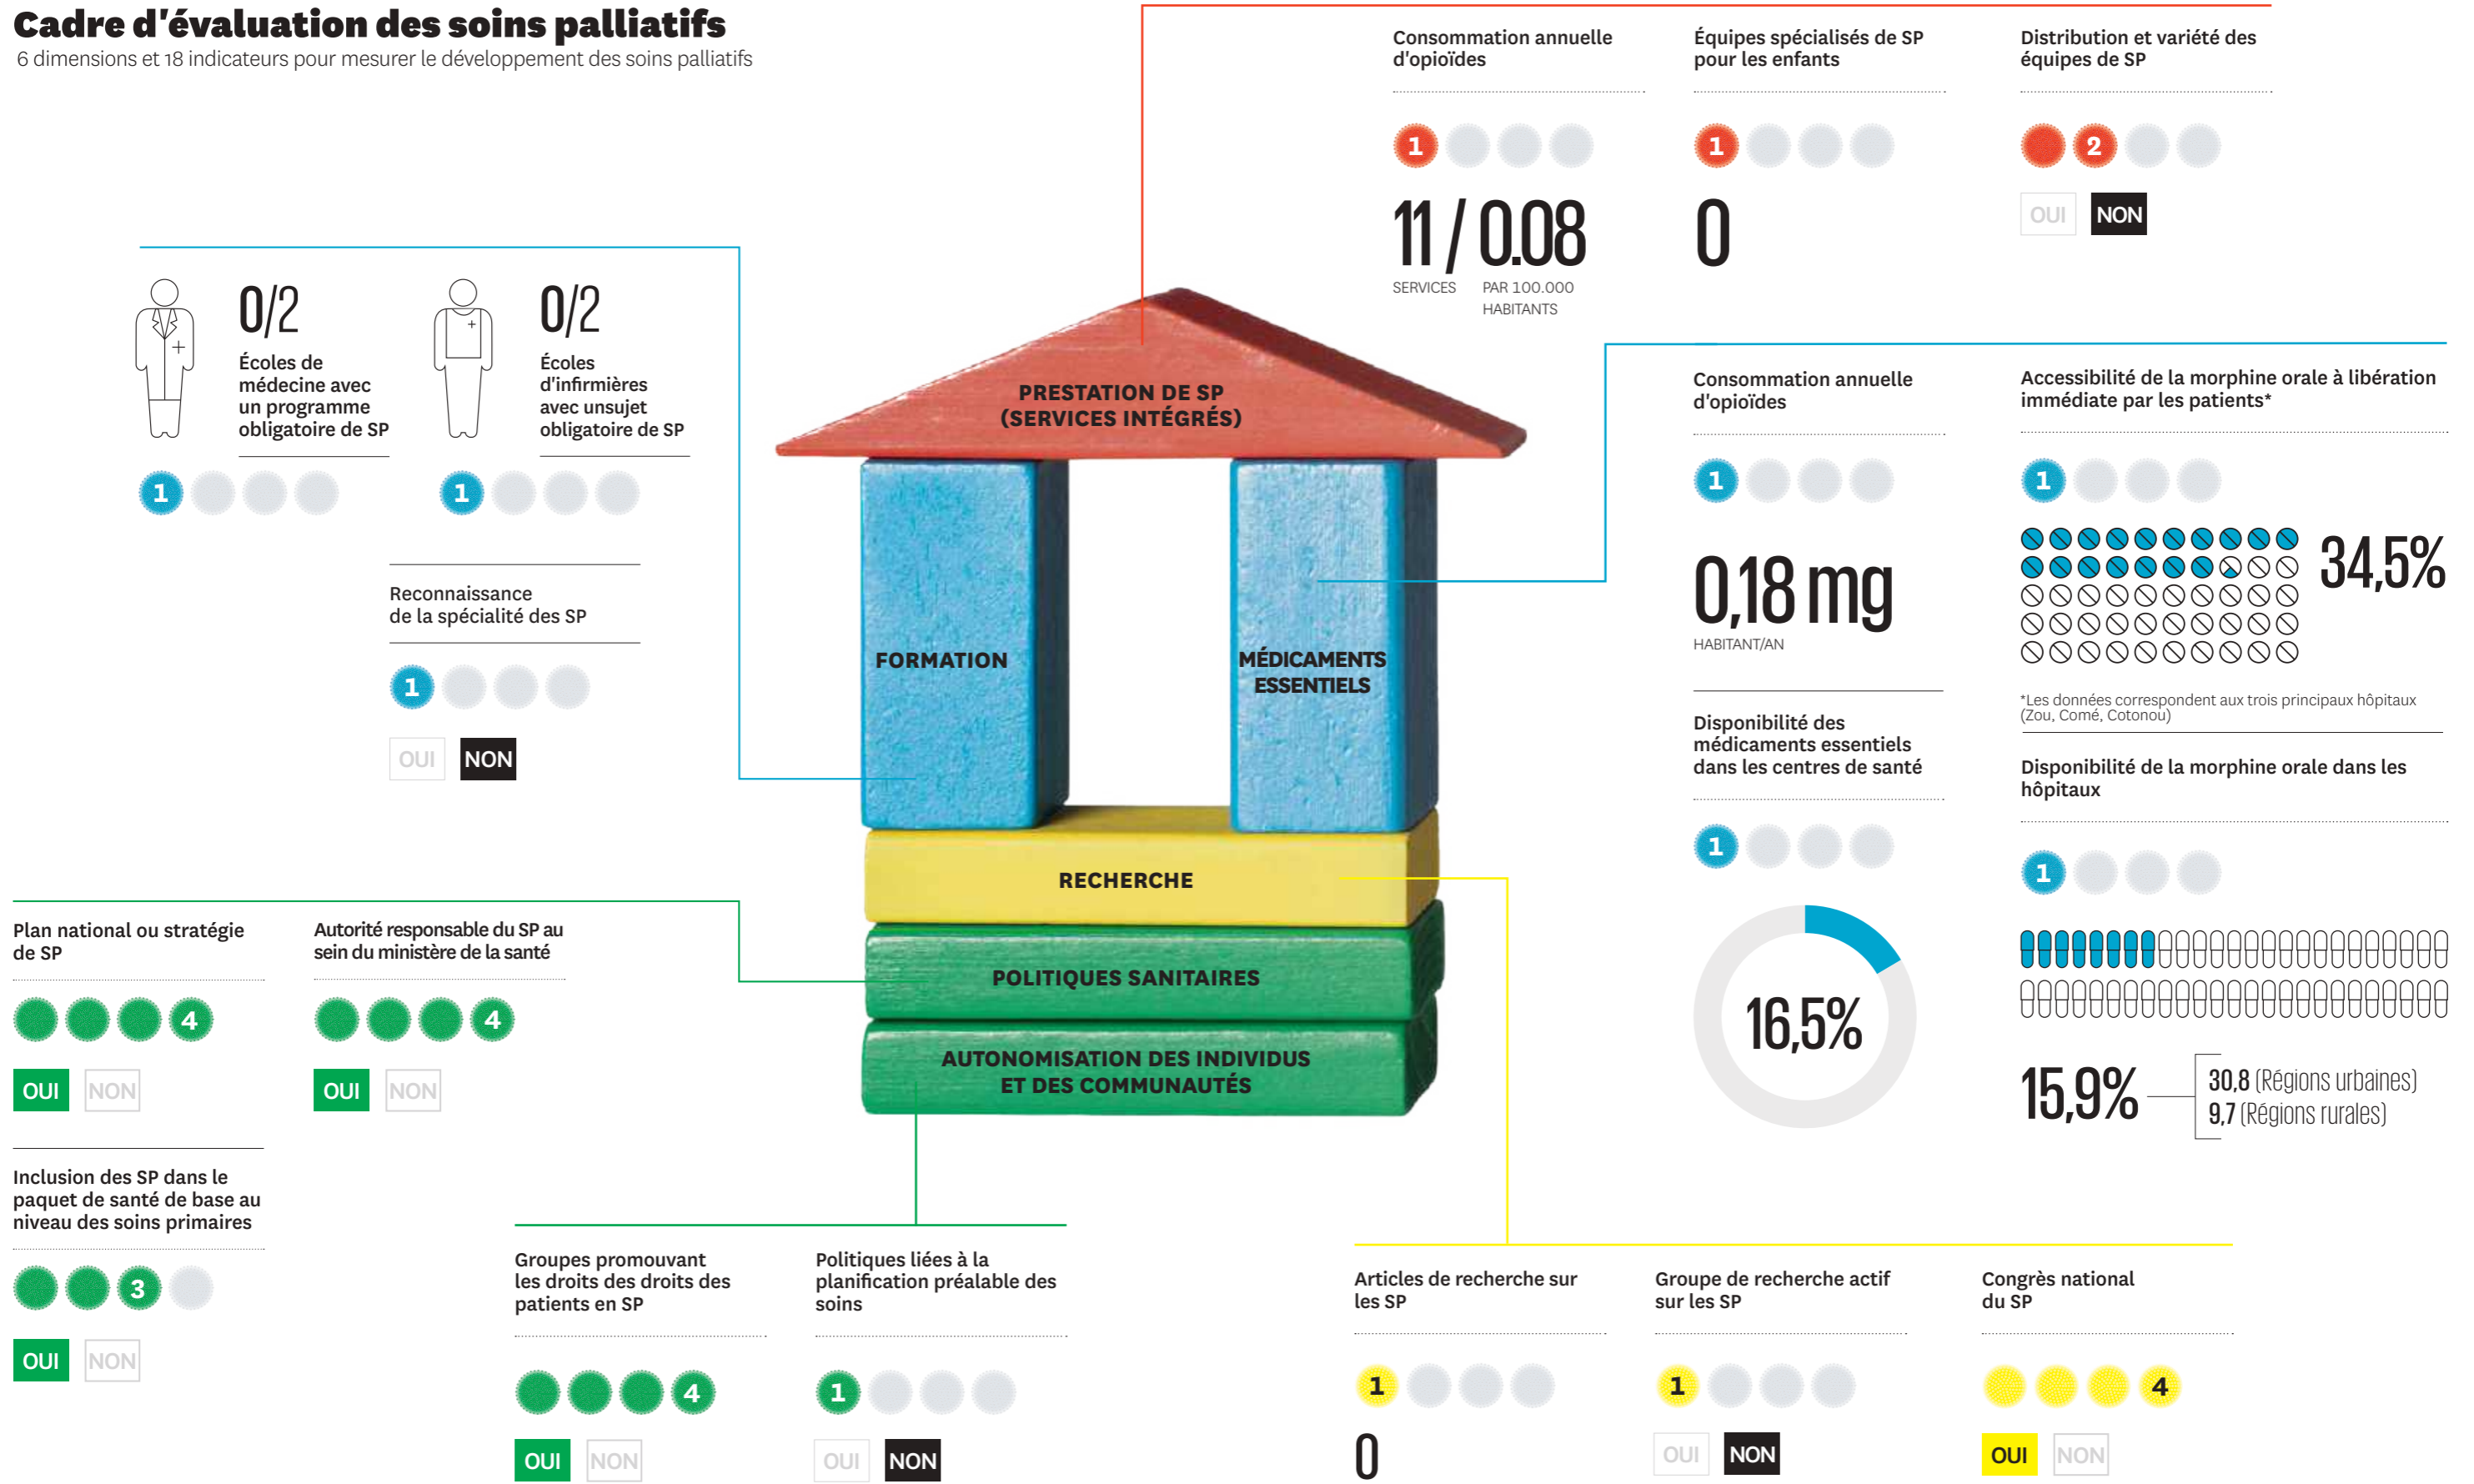 Cadre d'évaluation des soins palliatifs
6 dimensions et 18 indicateurs pour mesurer le développement des soins palliatifs
Consommation annuelle
d'opioïdes
1
11 / 0.08
SERVICES
PAR 100.000
HABITANTS
Équipes spécialisés de SP
pour les enfants
1
0
Distribution et variété des
équipes de SP
2
OUI NON
0/2
Écoles de
médecine avec
un programme
obligatoire de SP
1
0/2
Écoles
d'infirmières
avec unsujet
obligatoire de SP
1
Reconnaissance
de la spécialité des SP
1
OUI NON
PRESTATION DE SP
(SERVICES INTÉGRÉS)
FORMATION
MÉDICAMENTS
ESSENTIELS
RECHERCHE
POLITIQUES SANITAIRES
AUTONOMISATION DES INDIVIDUS
ET DES COMMUNAUTÉS
Consommation annuelle
d'opioïdes
1
0,18 mg
HABITANT/AN
Accessibilité de la morphine orale à libération
immédiate par les patients*
1
34,5%
*Les données correspondent aux trois principaux hôpitaux
(Zou, Comé, Cotonou)
Disponibilité des
médicaments essentiels
dans les centres de santé
1
16,5%
Disponibilité de la morphine orale dans les
hôpitaux
1
15,9%
30,8 (Régions urbaines)
9,7 (Régions rurales)
Plan national ou stratégie
de SP
4
OUI NON
Autorité responsable du SP au
sein du ministère de la santé
4
OUI NON
Inclusion des SP dans le
paquet de santé de base au
niveau des soins primaires
3
OUI NON
Groupes promouvant
les droits des droits des
patients en SP
4
OUI NON
Politiques liées à la
planification préalable des
soins
1
OUI NON
Articles de recherche sur
les SP
1
0
Groupe de recherche actif
sur les SP
1
OUI NON
Congrès national
du SP
4
OUI NON